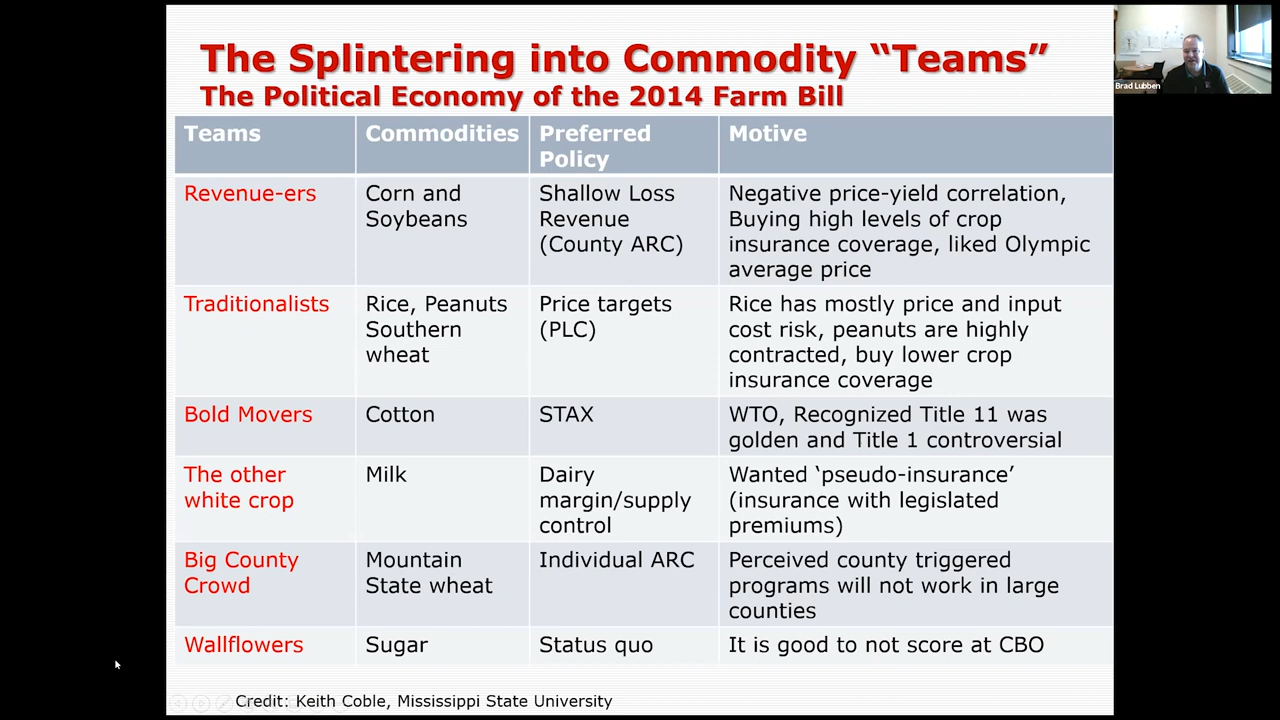 The Splintering into Commodity “Teams”
The Political Economy of the 2014 Farm Bill
Brad Lubben
Teams
Commodities
Preferred
Policy
Motive
Revenue-ers
Corn and
Soybeans
Shallow Loss
Revenue
(County ARC)
Negative price-yield correlation,
Buying high levels of crop
insurance coverage, liked Olympic
average price
Traditionalists
Rice, Peanuts
Southern
wheat
Price targets
(PLC)
Rice has mostly price and input
cost risk, peanuts are highly
contracted, buy lower crop
insurance coverage
Bold Movers
Cotton
STAX
WTO, Recognized Title 11 was
golden and Title 1 controversial
The other
white crop
Milk
Dairy
margin/supply
control
Wanted ‘pseudo-insurance’
(insurance with legislated
premiums)
Big County
Crowd
Mountain
State wheat
Individual ARC
Perceived county triggered
programs will not work in large
counties
Wallflowers
Sugar
Status quo
It is good to not score at CBO
Credit: Keith Coble, Mississippi State University